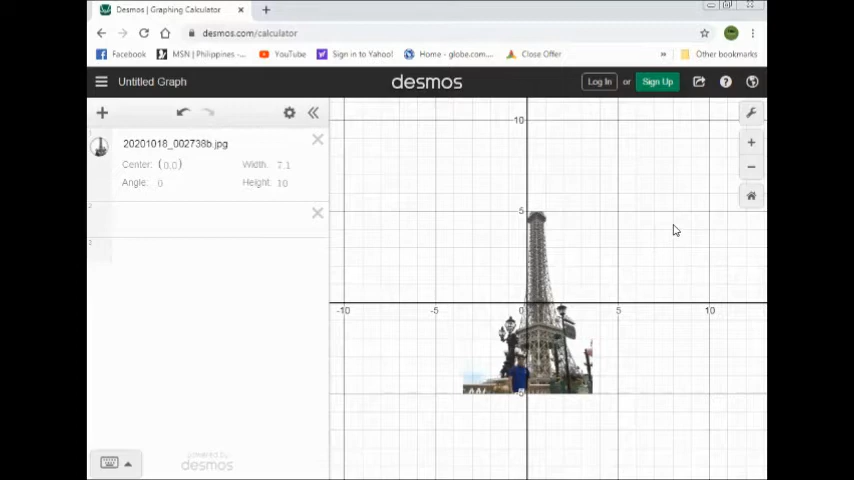 Desmos | Graphing Calculator
desmos.com/calculator
Facebook
MSN | Philippines -...
YouTube
Sign in to Yahoo!
Home - globe.com....
Close Offer
»
Other bookmarks
Untitled Graph
desmos
Log In or Sign Up
1
20201018_002738b.jpg
Center: (0,0) Width: 7.1
Angle: 0 Height: 10
2
powered by
desmos
10
5
-10
-5
0
5
10